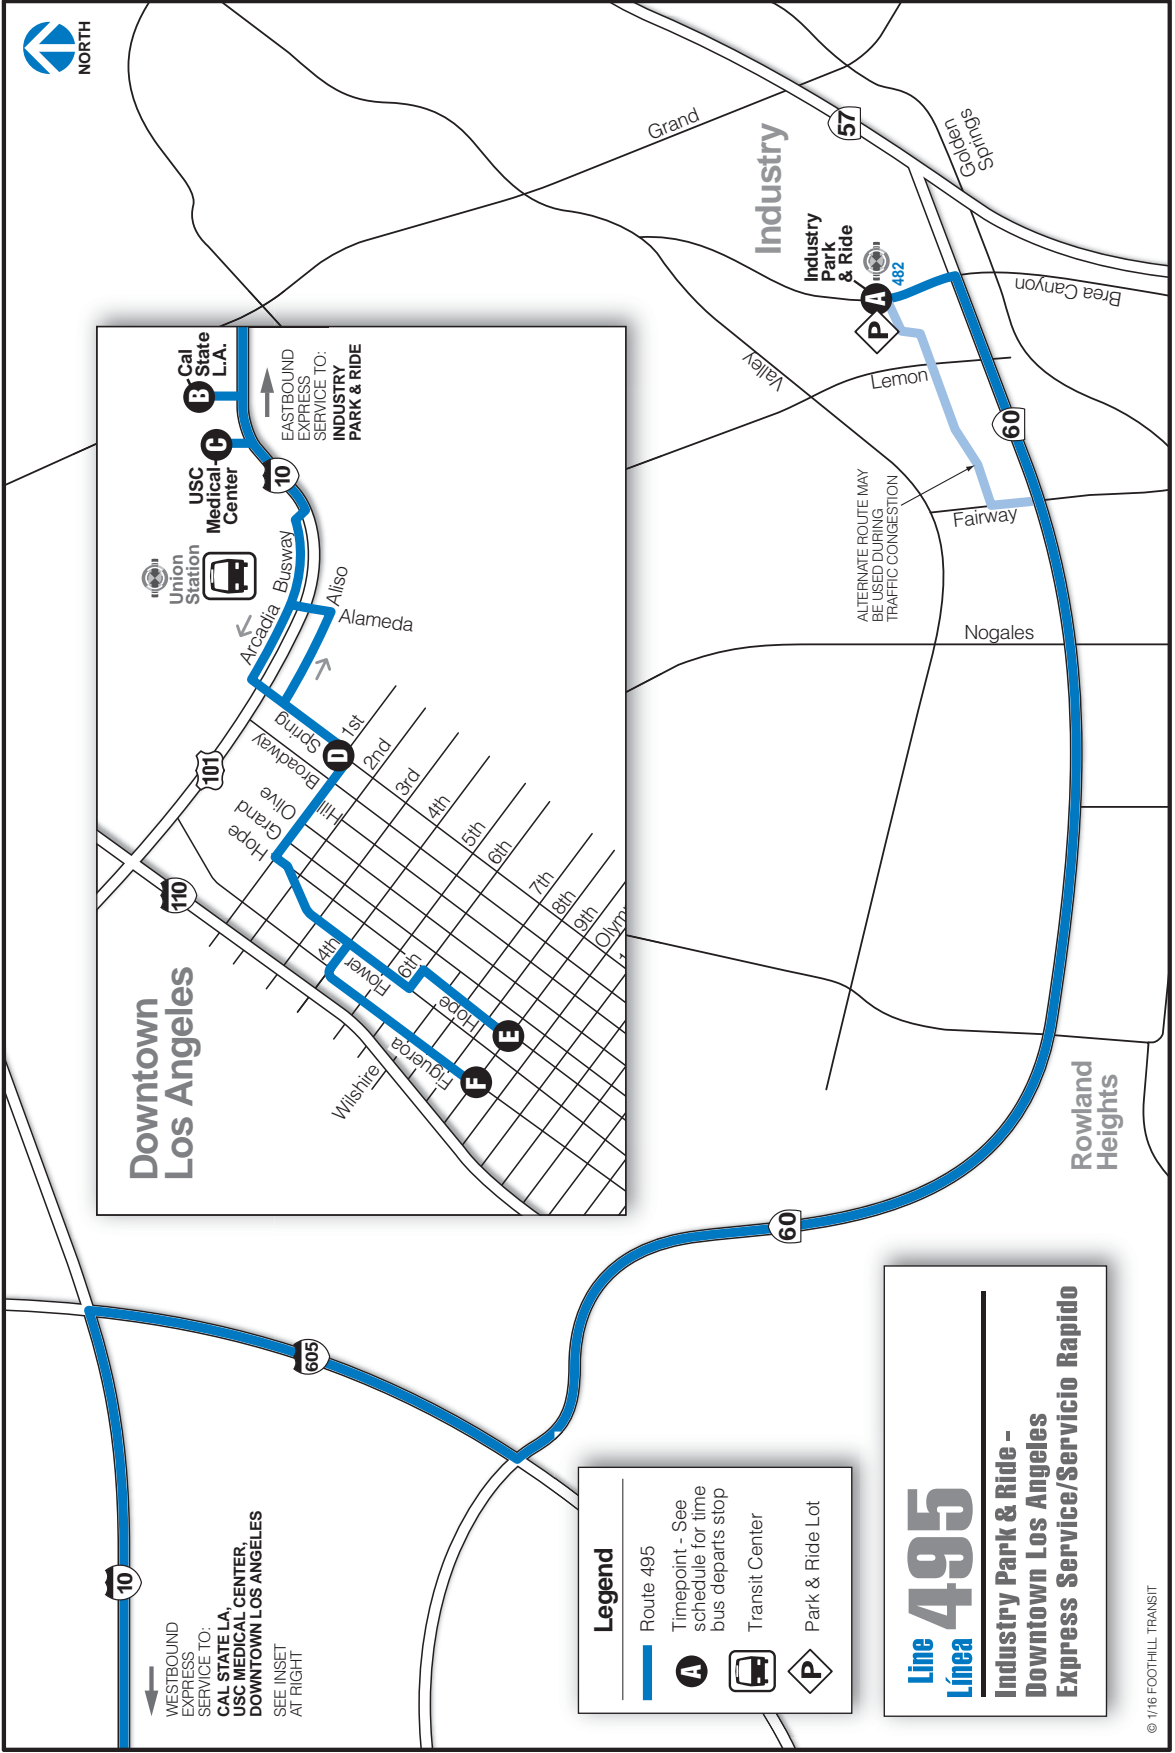 NORTH
Downtown
Los Angeles
Cal
State
L.A.
B
USC
Medical
Center
C
10
EASTBOUND
EXPRESS
SERVICE TO:
INDUSTRY
PARK & RIDE
Union
Station
Busway
Arcadia
Aliso
Alameda
101
110
Spring
Broadway
Hill
Olive
Grand
Hope
D
1st
2nd
3rd
4th
5th
6th
7th
8th
9th
4th
Flower
6th
Hope
Figueroa
Wilshire
E
F
Grand
57
Golden
Springs
Industry
Industry
Park
& Ride
A
P
482
Brea Canyon
Valley
Lemon
60
Fairway
ALTERNATE ROUTE MAY
BE USED DURING
TRAFFIC CONGESTION
Nogales
Rowland
Heights
60
605
10
WESTBOUND
EXPRESS
SERVICE TO:
CAL STATE LA,
USC MEDICAL CENTER,
DOWNTOWN LOS ANGELES
SEE INSET
AT RIGHT
Legend
Route 495
A
Timepoint - See
schedule for time
bus departs stop
Transit Center
P
Park & Ride Lot
Line
Línea
495
Industry Park & Ride -
Downtown Los Angeles
Express Service/Servicio Rapido
© 1/16 FOOTHILL TRANSIT